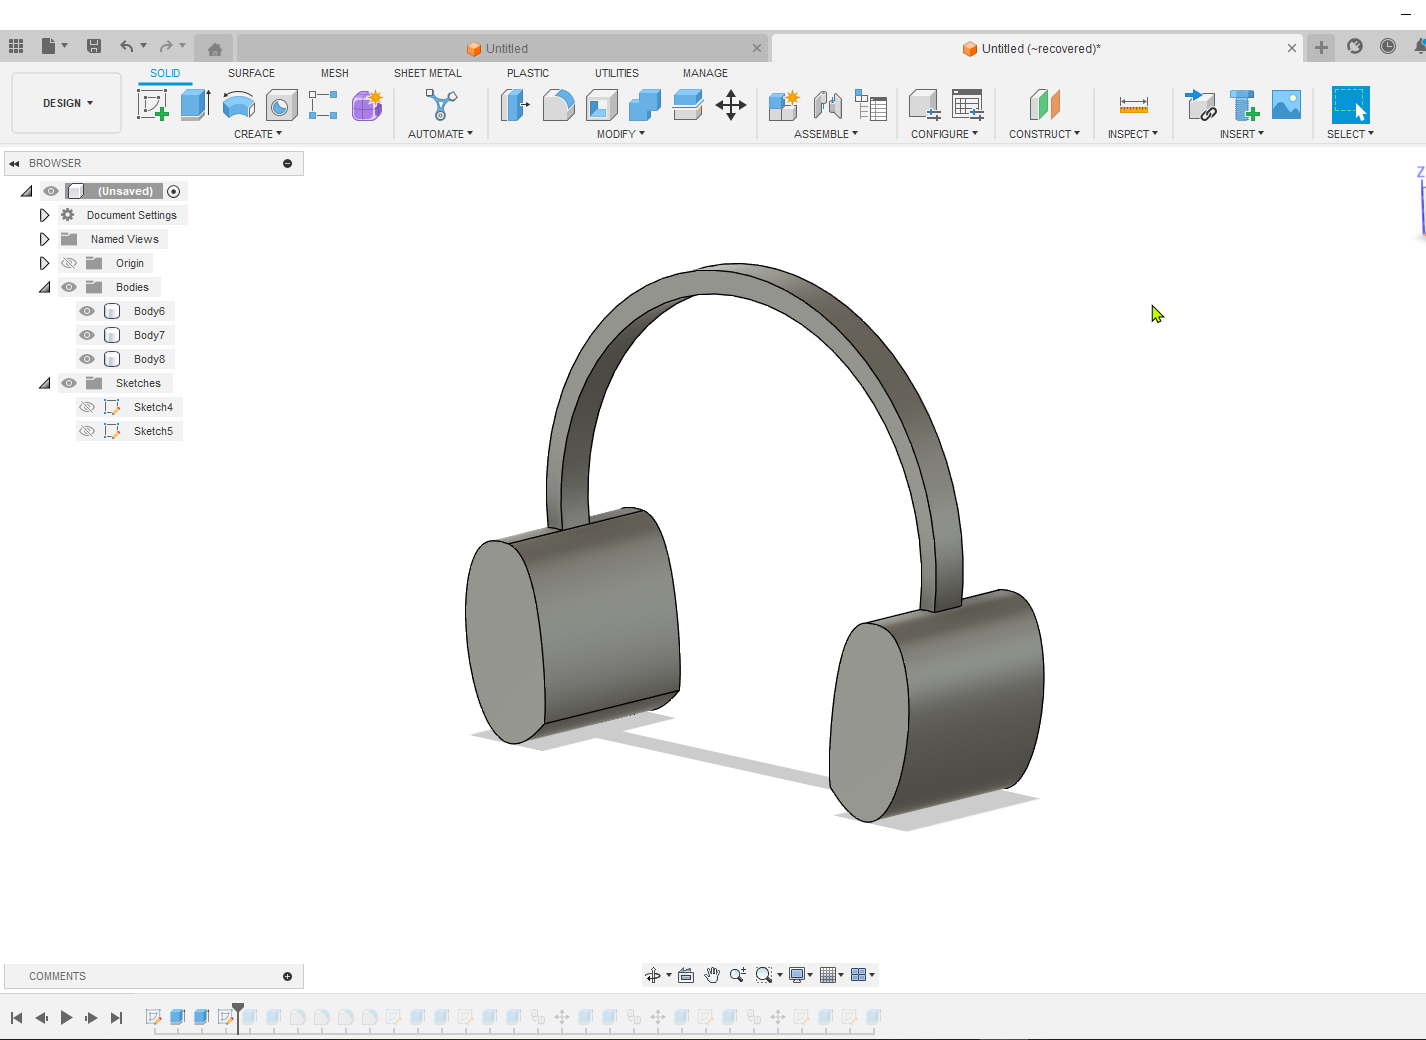 Untitled
Untitled (~recovered)*
SOLID SURFACE MESH SHEET METAL PLASTIC UTILITIES MANAGE
DESIGN
CREATE AUTOMATE MODIFY ASSEMBLE CONFIGURE CONSTRUCT INSPECT INSERT SELECT
BROWSER
(Unsaved)
Document Settings
Named Views
Origin
Bodies
Body6
Body7
Body8
Sketches
Sketch4
Sketch5
Z
COMMENTS